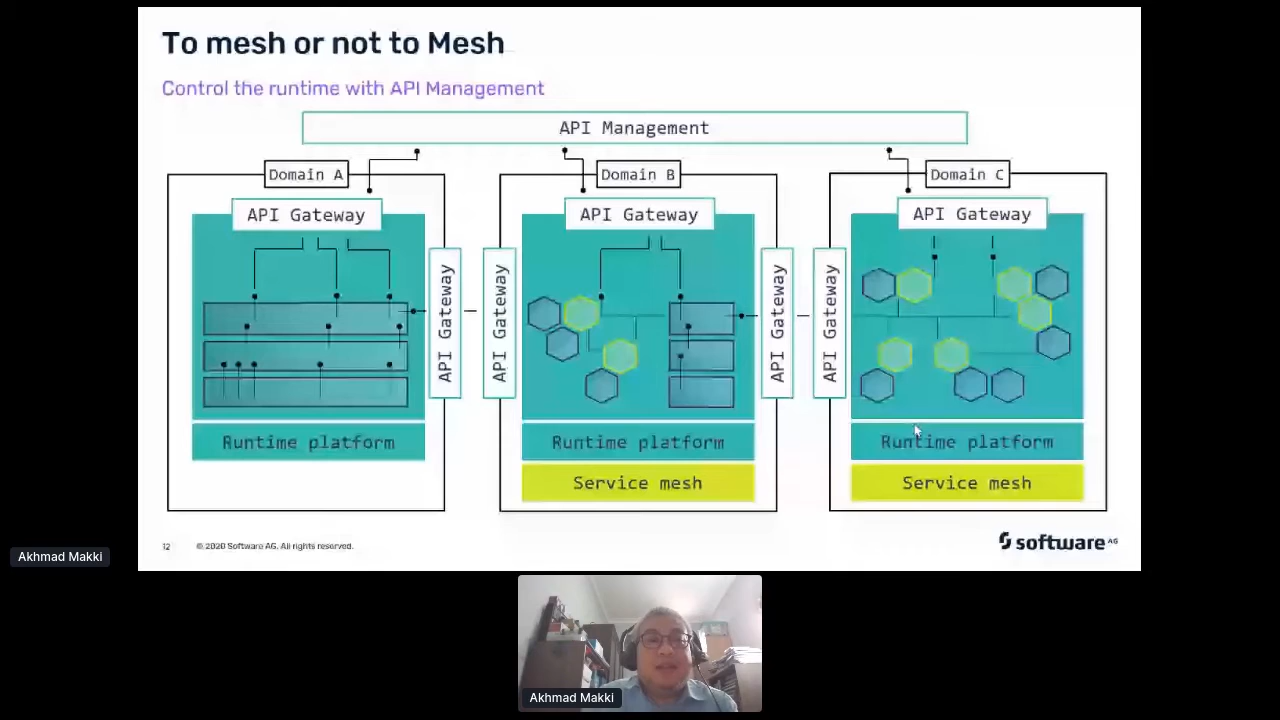 To mesh or not to Mesh
Control the runtime with API Management
API Management
Domain A
Domain B
Domain C
API Gateway
API Gateway
API Gateway
API Gateway
API Gateway
API Gateway
API Gateway
Runtime platform
Runtime platform
Runtime platform
Service mesh
Service mesh
12
© 2020 Software AG. All rights reserved.
software AG
Akhmad Makki
Akhmad Makki